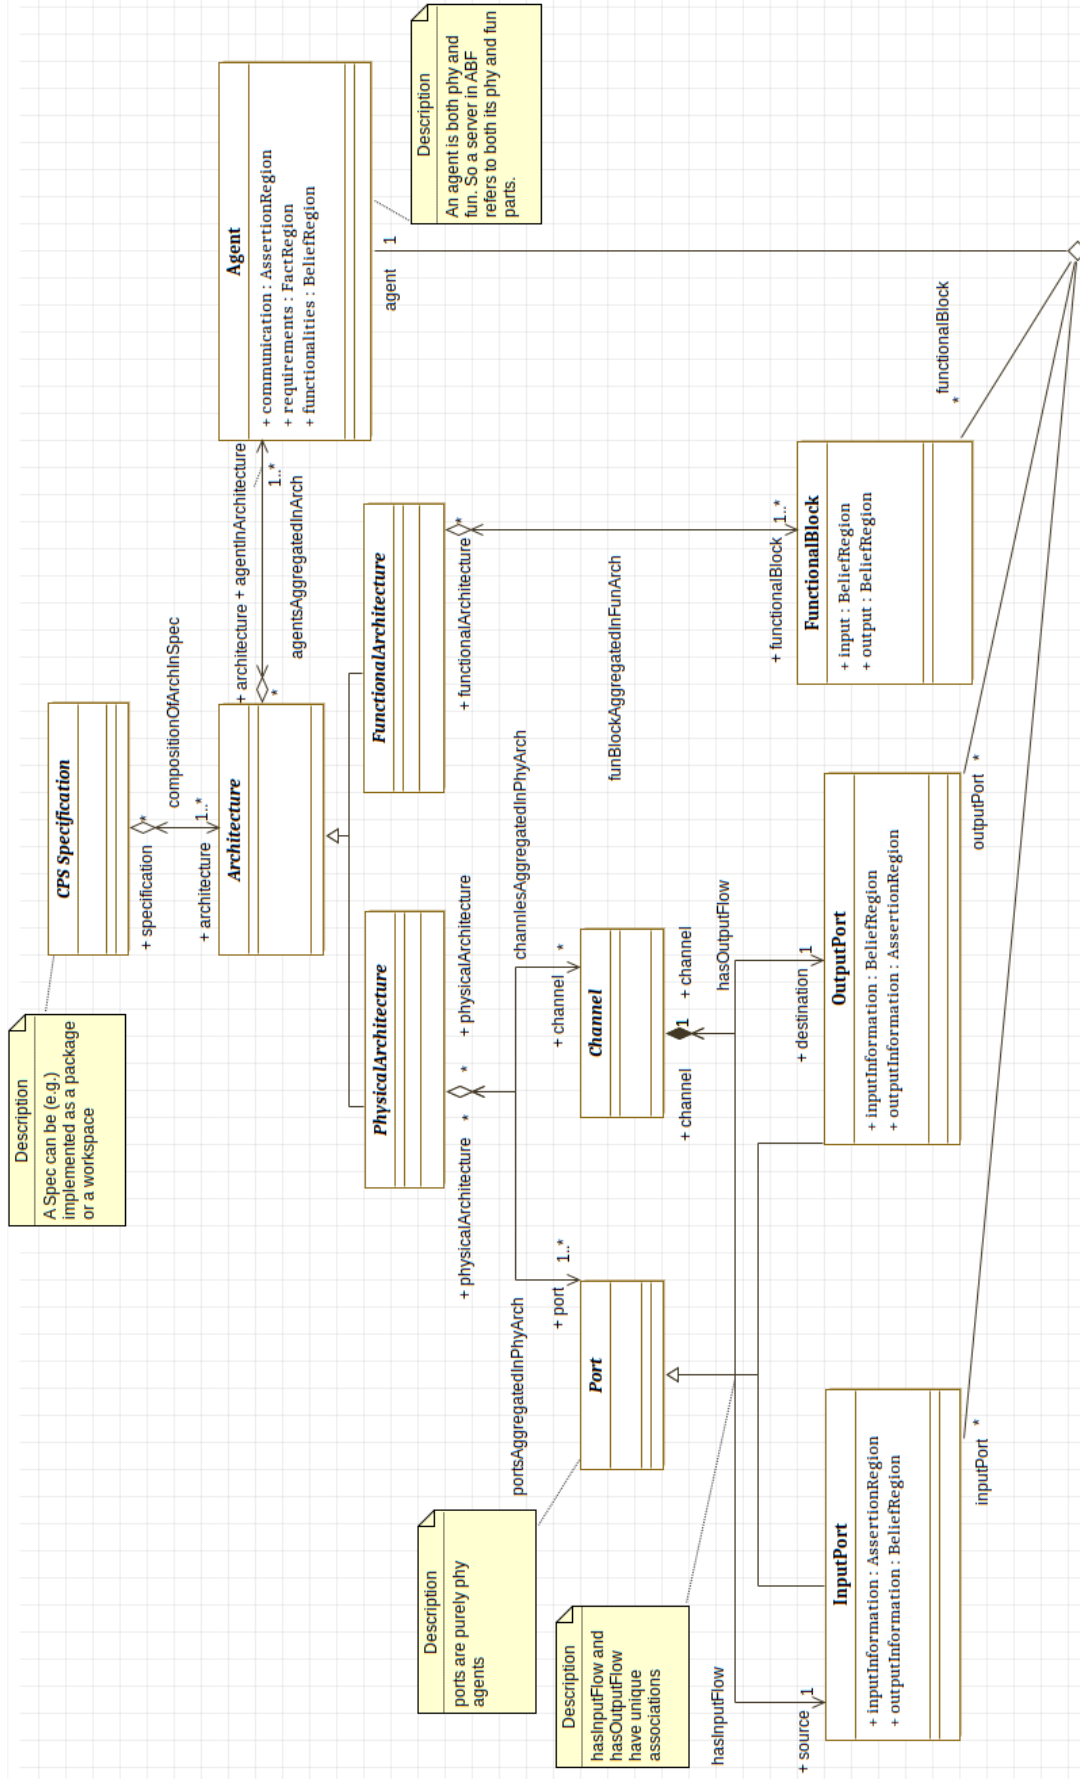 Description
A Spec can be (e.g.)
implemented as a package
or a workspace
CPS Specification
+ specification
*
compositionOfArchInSpec
+ architecture
1..*
Architecture
+ architecture + agentInArchitecture
*
1..*
agentsAggregatedInArch
Agent
+ communication : AssertionRegion
+ requirements : FactRegion
+ functionalities : BeliefRegion
agent
1
Description
An agent is both phy and
fun. So a server in ABF
refers to both its phy and fun
parts.
PhysicalArchitecture
FunctionalArchitecture
+ physicalArchitecture
*
*
+ physicalArchitecture
+ functionalArchitecture
*
portsAggregatedInPhyArch
channlesAggregatedInPhyArch
funBlockAggregatedInFunArch
+ port
1..*
+ channel
*
Description
ports are purely phy
agents
Port
Channel
Description
hasInputFlow and
hasOutputFlow
have unique
associations
+ channel
1
+ channel
hasInputFlow
hasOutputFlow
+ source
1
+ destination
1
+ functionalBlock
1..*
InputPort
+ inputInformation : AssertionRegion
+ outputInformation : BeliefRegion
OutputPort
+ inputInformation : BeliefRegion
+ outputInformation : AssertionRegion
FunctionalBlock
+ input : BeliefRegion
+ output : BeliefRegion
inputPort
*
outputPort
*
*
functionalBlock